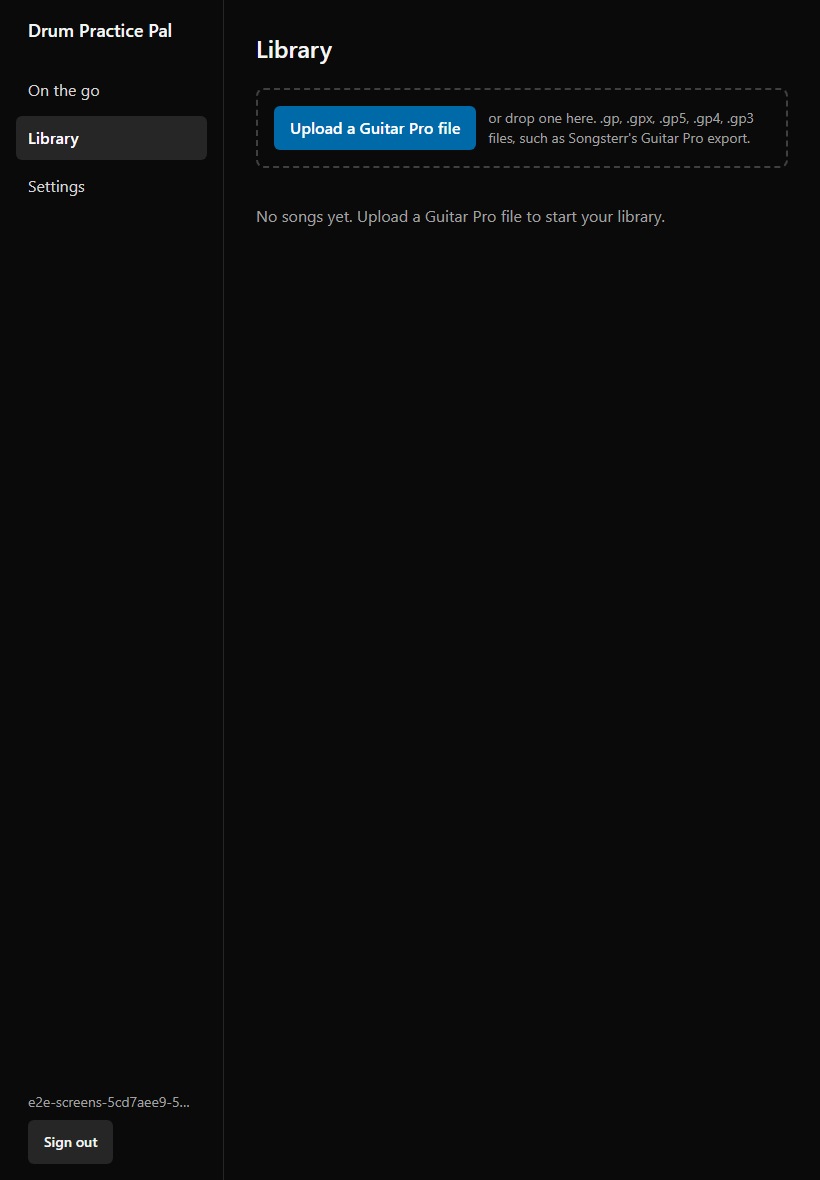 Drum Practice Pal
On the go
Library
Settings
Library
Upload a Guitar Pro file
or drop one here. .gp, .gpx, .gp5, .gp4, .gp3
files, such as Songsterr's Guitar Pro export.
No songs yet. Upload a Guitar Pro file to start your library.
e2e-screens-5cd7aee9-5...
Sign out